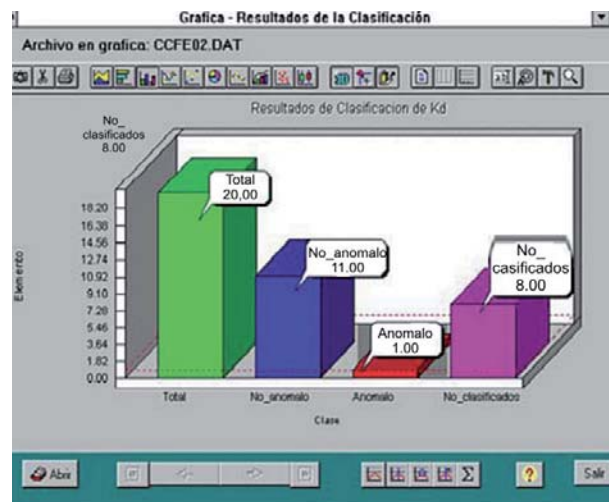 Grafica - Resultados de la Clasificación
Archivo en grafica: CCFE02.DAT
Resultados de Clasificacion de Kd
No_
clasificados
8.00
Total
20,00
No_anomalo
11.00
Anomalo
1.00
No_
casificados
8.00
Elemento
18.20
16.38
14.56
12.74
10.92
9.10
7.28
5.46
3.64
1.82
0.00
Total No_anomalo Anomalo No_clasificados
Clase
Abrir
Σ
?
Salir